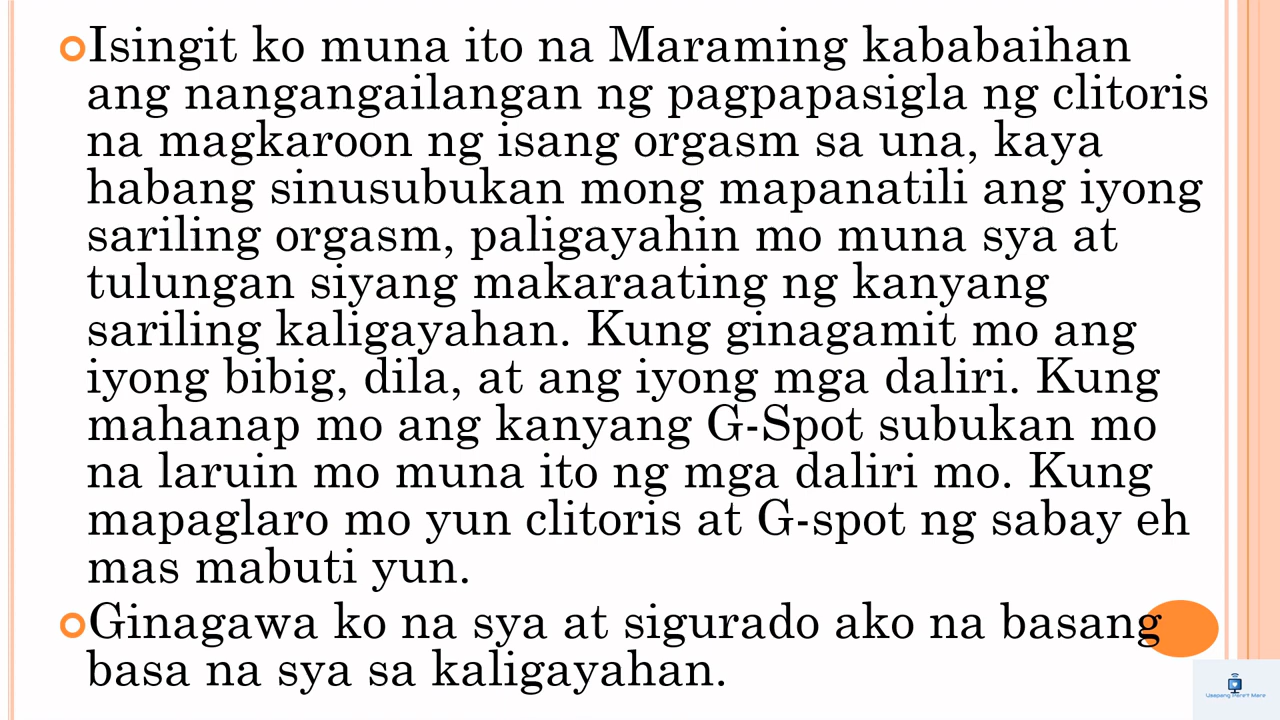 Isingit ko muna ito na Maraming kababaihan
ang nangangailangan ng pagpapasigla ng clitoris
na magkaroon ng isang orgasm sa una, kaya
habang sinusubukan mong mapanatili ang iyong
sariling orgasm, paligayahin mo muna sya at
tulungan siyang makaraating ng kanyang
sariling kaligayahan. Kung ginagamit mo ang
iyong bibig, dila, at ang iyong mga daliri. Kung
mahanap mo ang kanyang G-Spot subukan mo
na laruin mo muna ito ng mga daliri mo. Kung
mapaglaro mo yun clitoris at G-spot ng sabay eh
mas mabuti yun.
Ginagawa ko na sya at sigurado ako na basang
basa na sya sa kaligayahan.